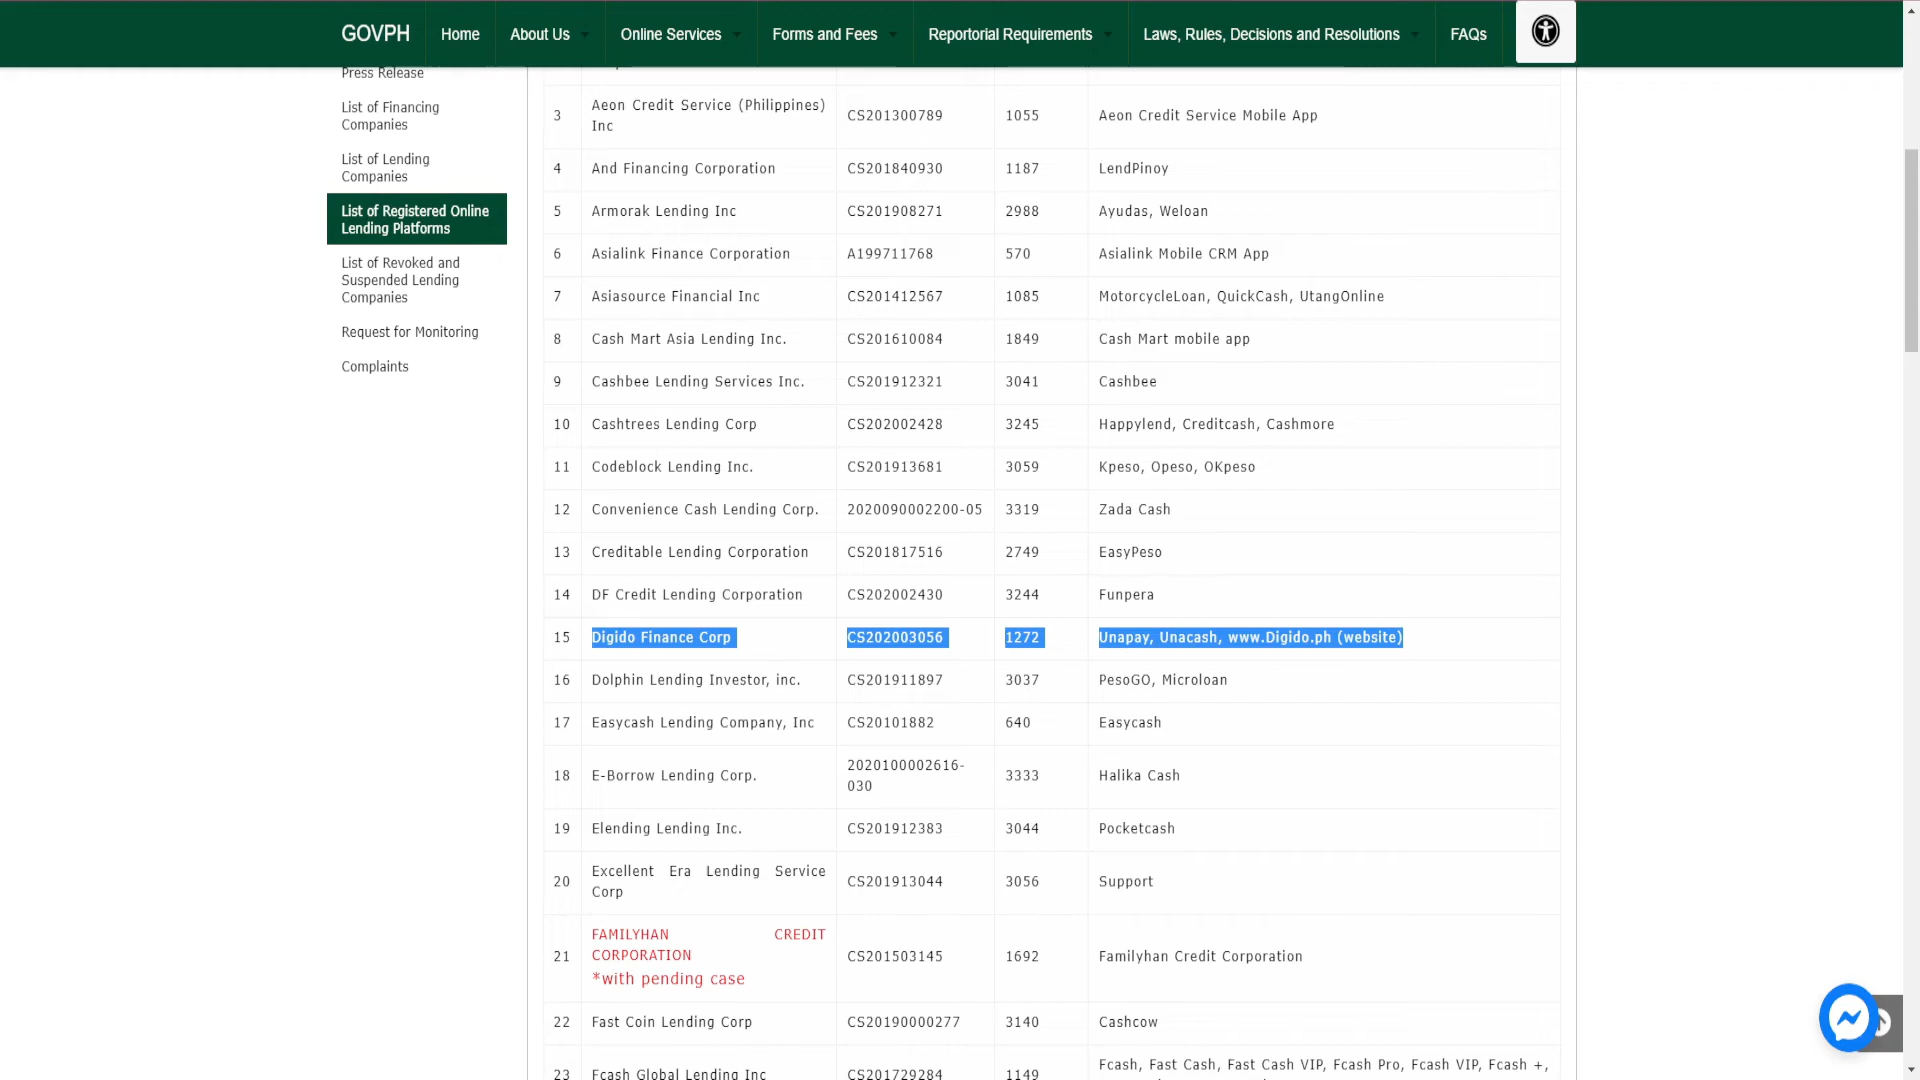 GOVPH Home About Us Online Services Forms and Fees Reportorial Requirements Laws, Rules, Decisions and Resolutions FAQs
Press Release
List of Financing
Companies
List of Lending
Companies
List of Registered Online
Lending Platforms
List of Revoked and
Suspended Lending
Companies
Request for Monitoring
Complaints
3 Aeon Credit Service (Philippines) Inc CS201300789 1055 Aeon Credit Service Mobile App
4 And Financing Corporation CS201840930 1187 LendPinoy
5 Armorak Lending Inc CS201908271 2988 Ayudas, Weloan
6 Asialink Finance Corporation A199711768 570 Asialink Mobile CRM App
7 Asiasource Financial Inc CS201412567 1085 MotorcycleLoan, QuickCash, UtangOnline
8 Cash Mart Asia Lending Inc. CS201610084 1849 Cash Mart mobile app
9 Cashbee Lending Services Inc. CS201912321 3041 Cashbee
10 Cashtrees Lending Corp CS202002428 3245 Happylend, Creditcash, Cashmore
11 Codeblock Lending Inc. CS201913681 3059 Kpeso, Opeso, OKpeso
12 Convenience Cash Lending Corp. 2020090002200-05 3319 Zada Cash
13 Creditable Lending Corporation CS201817516 2749 EasyPeso
14 DF Credit Lending Corporation CS202002430 3244 Funpera
15 Digido Finance Corp CS202003056 1272 Unapay, Unacash, www.Digido.ph (website)
16 Dolphin Lending Investor, inc. CS201911897 3037 PesoGO, Microloan
17 Easycash Lending Company, Inc CS20101882 640 Easycash
18 E-Borrow Lending Corp. 2020100002616-030 3333 Halika Cash
19 Elending Lending Inc. CS201912383 3044 Pocketcash
20 Excellent Era Lending Service Corp CS201913044 3056 Support
21 FAMILYHAN CREDIT CORPORATION *with pending case CS201503145 1692 Familyhan Credit Corporation
22 Fast Coin Lending Corp CS20190000277 3140 Cashcow
23 Fcash Global Lending Inc CS201729284 1149 Fcash, Fast Cash, Fast Cash VIP, Fcash Pro, Fcash VIP, Fcash +,